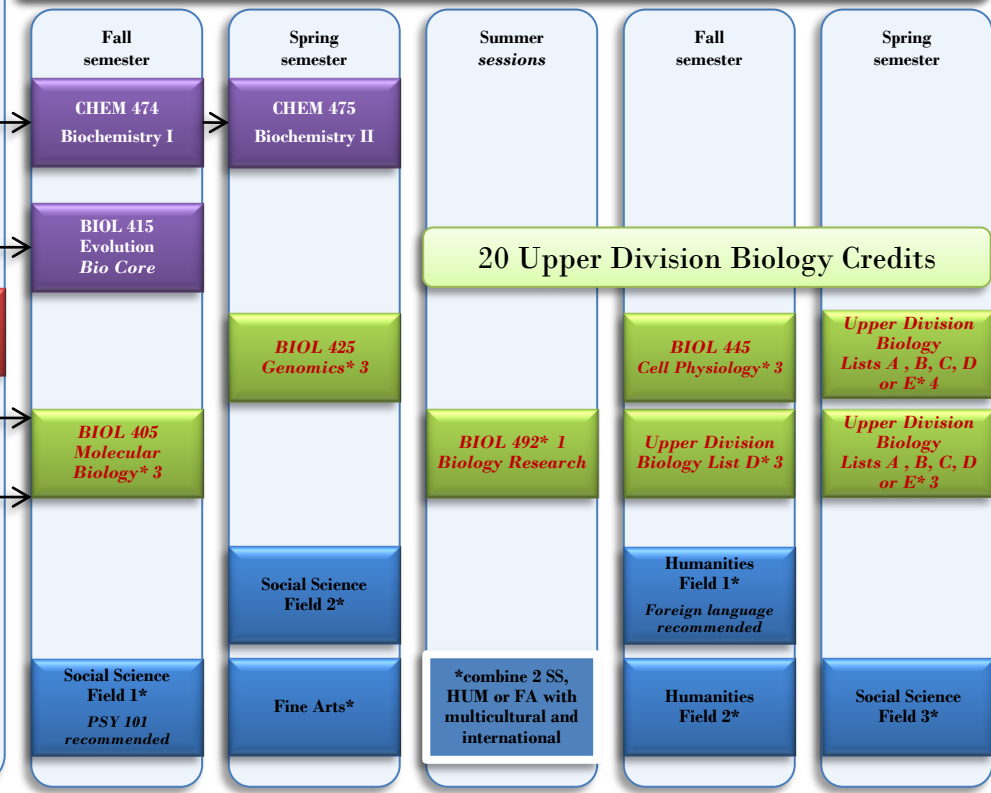 Fall
semester
CHEM 474
Biochemistry I
BIOL 415
Evolution
Bio Core
BIOL 405
Molecular
Biology* 3
Social Science
Field 1*
PSY 101
recommended
Spring
semester
CHEM 475
Biochemistry II
BIOL 425
Genomics* 3
Social Science
Field 2*
Fine Arts*
Summer
sessions
20 Upper Division Biology Credits
BIOL 492* 1
Biology Research
*combine 2 SS,
HUM or FA with
multicultural and
international
Fall
semester
BIOL 445
Cell Physiology* 3
Upper Division
Biology List D* 3
Humanities
Field 1*
Foreign language
recommended
Humanities
Field 2*
Spring
semester
Upper Division
Biology
Lists A , B, C, D
or E* 4
Upper Division
Biology
Lists A , B, C, D
or E* 3
Social Science
Field 3*